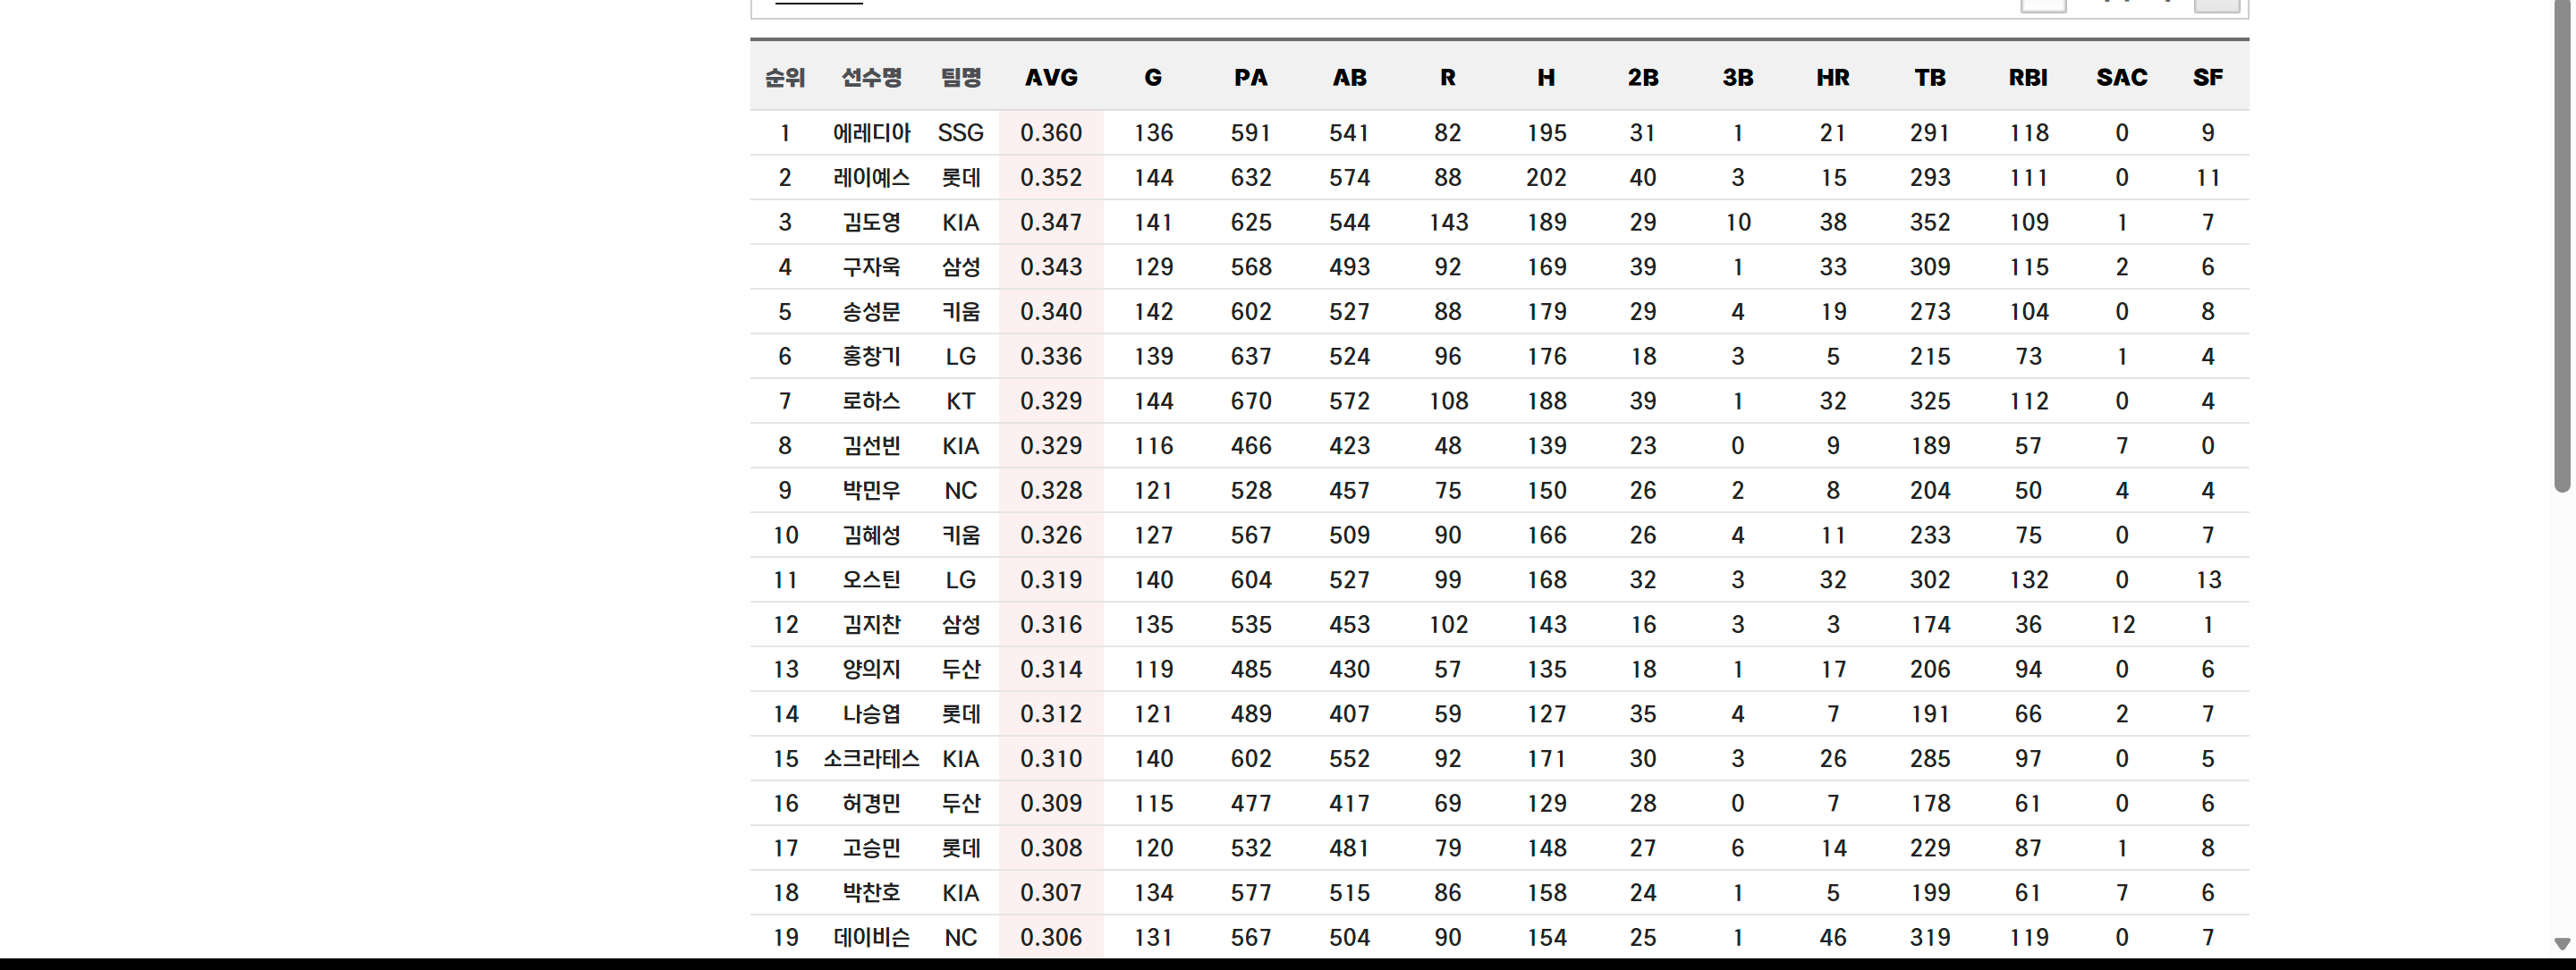 순위 선수명 팀명 AVG G PA AB R H 2B 3B HR TB RBI SAC SF
1 에레디아 SSG 0.360 136 591 541 82 195 31 1 21 291 118 0 9
2 레이예스 롯데 0.352 144 632 574 88 202 40 3 15 293 111 0 11
3 김도영 KIA 0.347 141 625 544 143 189 29 10 38 352 109 1 7
4 구자욱 삼성 0.343 129 568 493 92 169 39 1 33 309 115 2 6
5 송성문 키움 0.340 142 602 527 88 179 29 4 19 273 104 0 8
6 홍창기 LG 0.336 139 637 524 96 176 18 3 5 215 73 1 4
7 로하스 KT 0.329 144 670 572 108 188 39 1 32 325 112 0 4
8 김선빈 KIA 0.329 116 466 423 48 139 23 0 9 189 57 7 0
9 박민우 NC 0.328 121 528 457 75 150 26 2 8 204 50 4 4
10 김혜성 키움 0.326 127 567 509 90 166 26 4 11 233 75 0 7
11 오스틴 LG 0.319 140 604 527 99 168 32 3 32 302 132 0 13
12 김지찬 삼성 0.316 135 535 453 102 143 16 3 3 174 36 12 1
13 양의지 두산 0.314 119 485 430 57 135 18 1 17 206 94 0 6
14 나승엽 롯데 0.312 121 489 407 59 127 35 4 7 191 66 2 7
15 소크라테스 KIA 0.310 140 602 552 92 171 30 3 26 285 97 0 5
16 허경민 두산 0.309 115 477 417 69 129 28 0 7 178 61 0 6
17 고승민 롯데 0.308 120 532 481 79 148 27 6 14 229 87 1 8
18 박찬호 KIA 0.307 134 577 515 86 158 24 1 5 199 61 7 6
19 데이비슨 NC 0.306 131 567 504 90 154 25 1 46 319 119 0 7